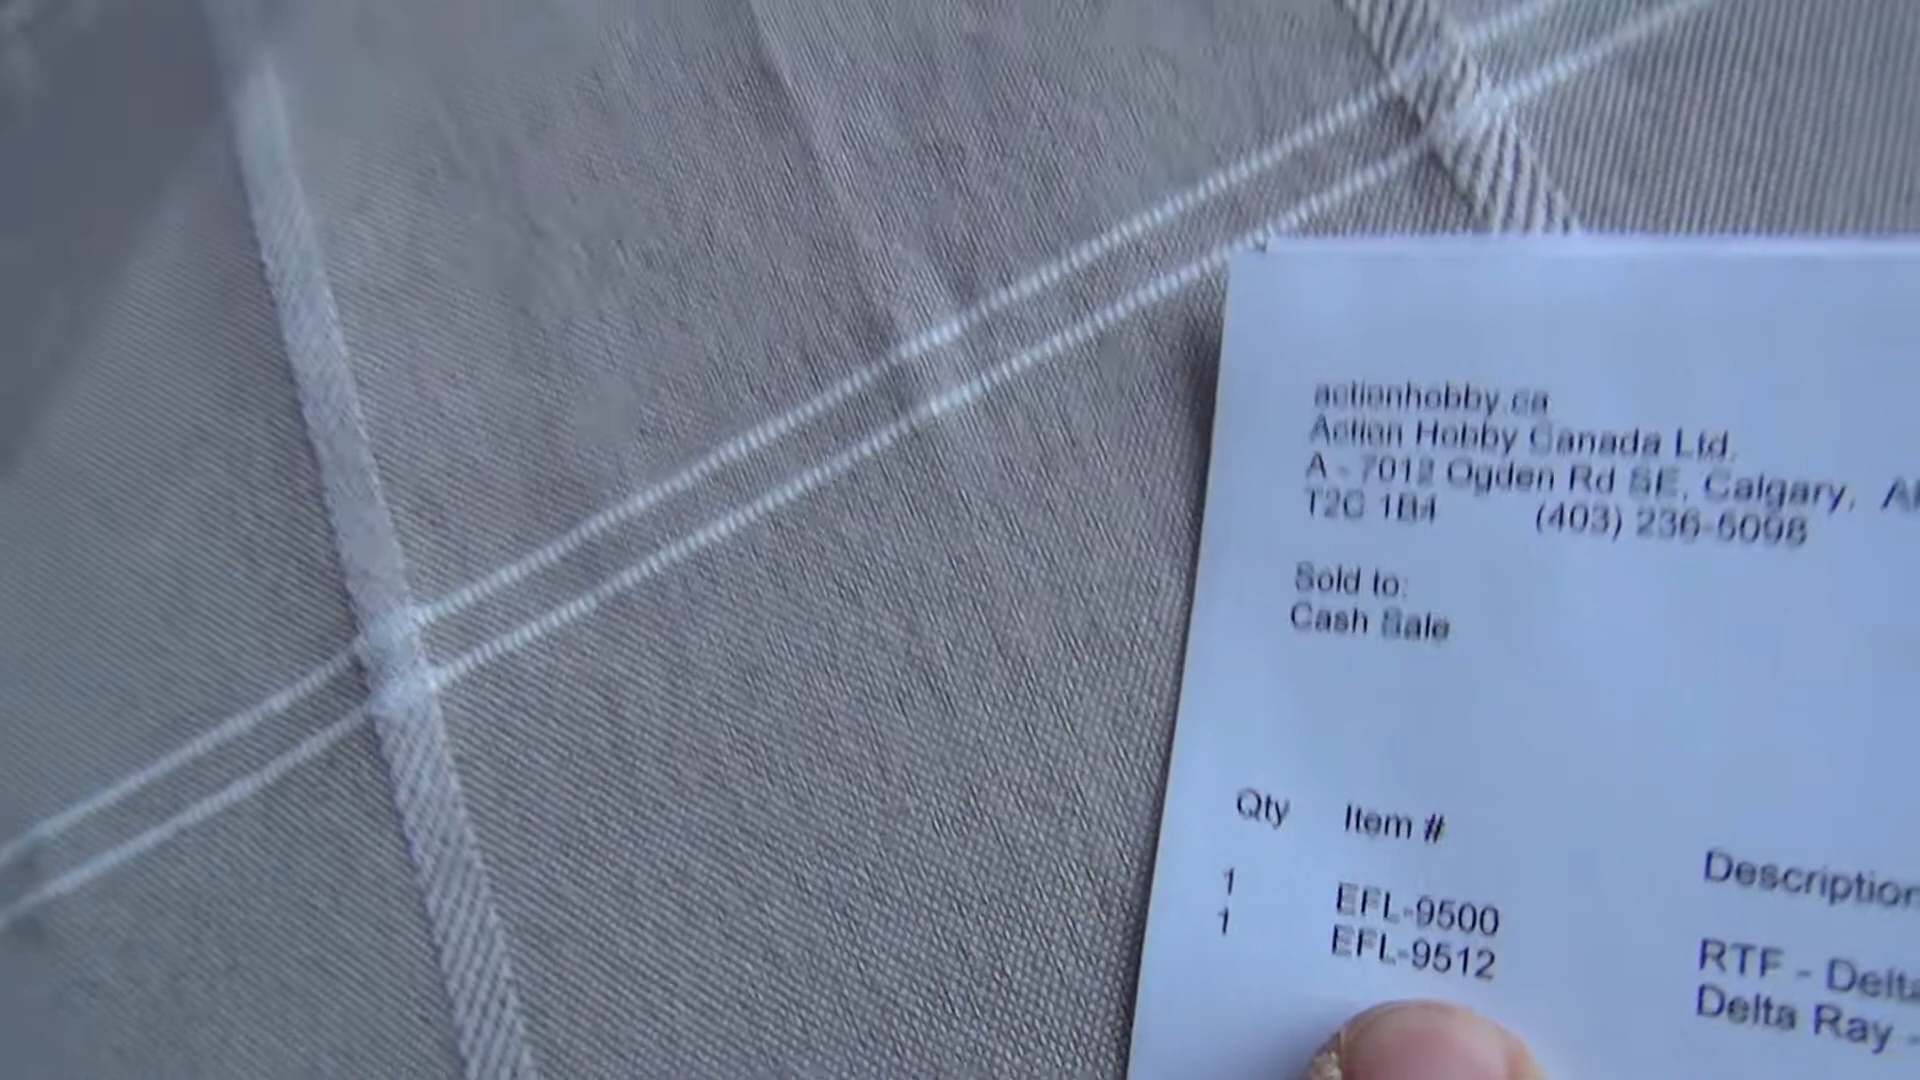 actionhobby.ca
Action Hobby Canada Ltd.
A - 7012 Ogden Rd SE, Calgary,
T2C 1B4 (403) 236-5098
Sold to:
Cash Sale
Qty Item # Description
1 EFL-9500 RTF - Delta
1 EFL-9512 Delta Ray -